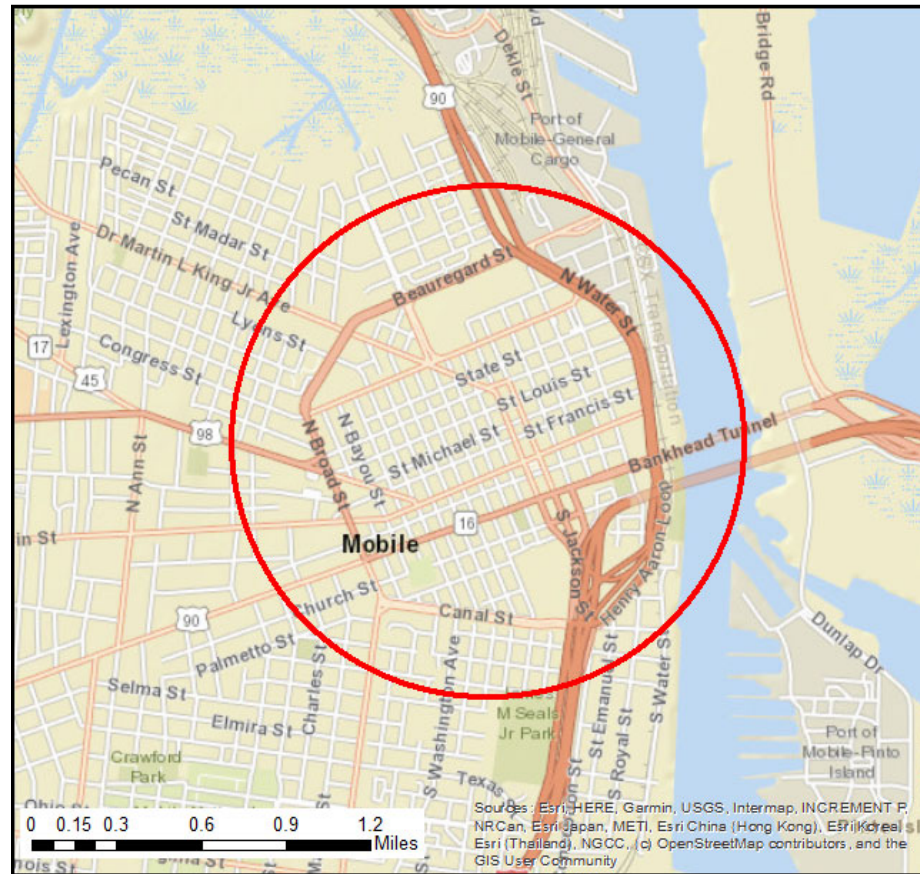 Dekle St
Bridge Rd
90
Port of
Mobile-General
Cargo
Pecan St
St Madar St
Dr Martin L King Jr Ave
Lexington Ave
Beauregard St
N Water St
CSX Transportation
Lyons St
17
Congress St
45
State St
St Louis St
St Francis St
98
N Bayou St
St Michael St
N Broad St
N Ann St
Bankhead Tunnel
16
Mobile
in St
S Jackson St
Henry Aaron Loop
Church St
Canal St
90
Palmetto St
Selma St
Charles St
S Washington Ave
St Emanuel St
S Royal St
S Water St
Dunlap Dr
Elmira St
M Seals
Jr Park
Port of
Mobile-Pinto
Island
Crawford
Park
Texas
Ohio St
0 0.15 0.3 0.6 0.9 1.2
Miles
Sources: Esri, HERE, Garmin, USGS, Intermap, INCREMENT P,
NRCan, Esri Japan, METI, Esri China (Hong Kong), Esri Korea,
Esri (Thailand), NGCC, (c) OpenStreetMap contributors, and the
GIS User Community